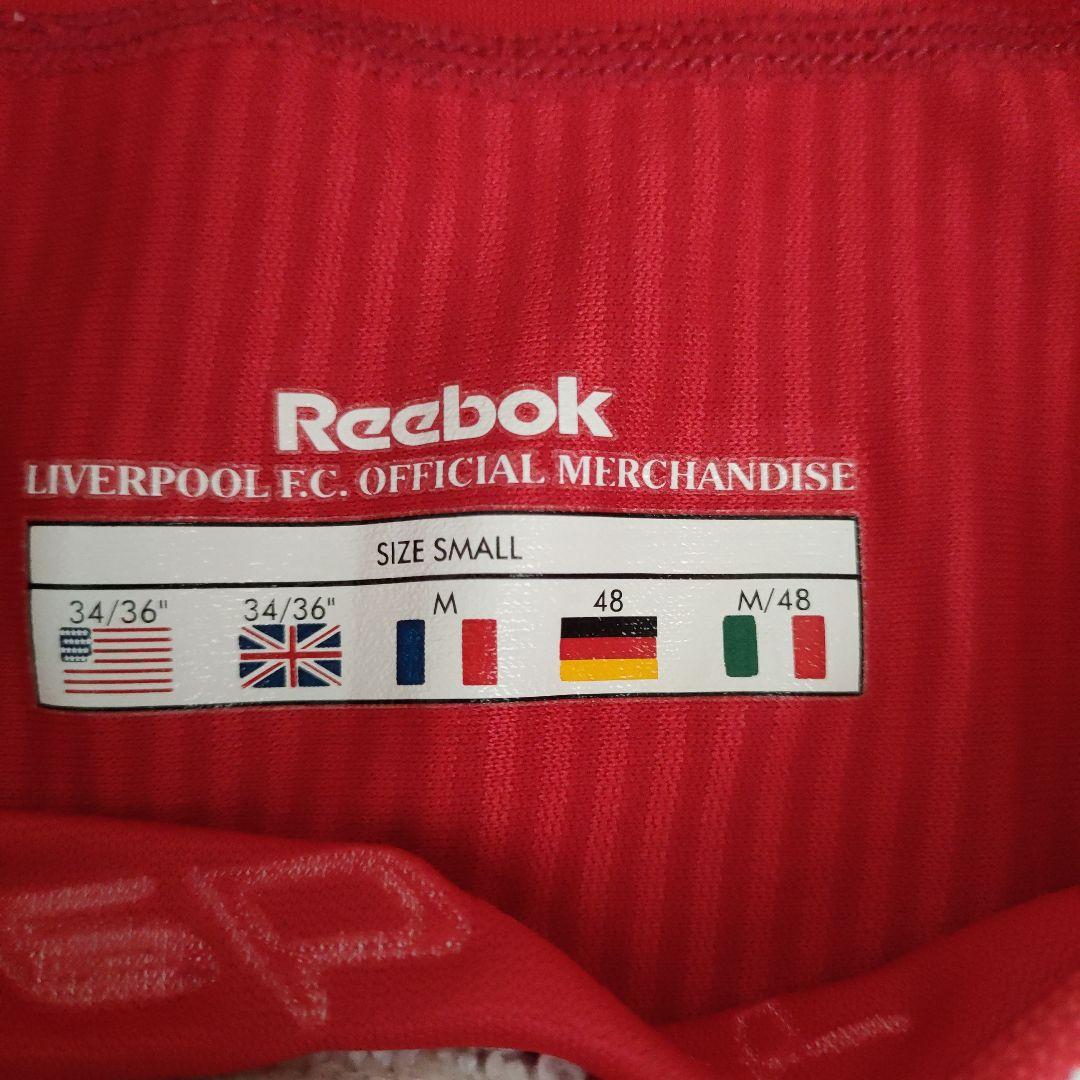 Reebok
LIVERPOOL F.C. OFFICIAL MERCHANDISE
SIZE SMALL
34/36" 34/36" M 48 M/48